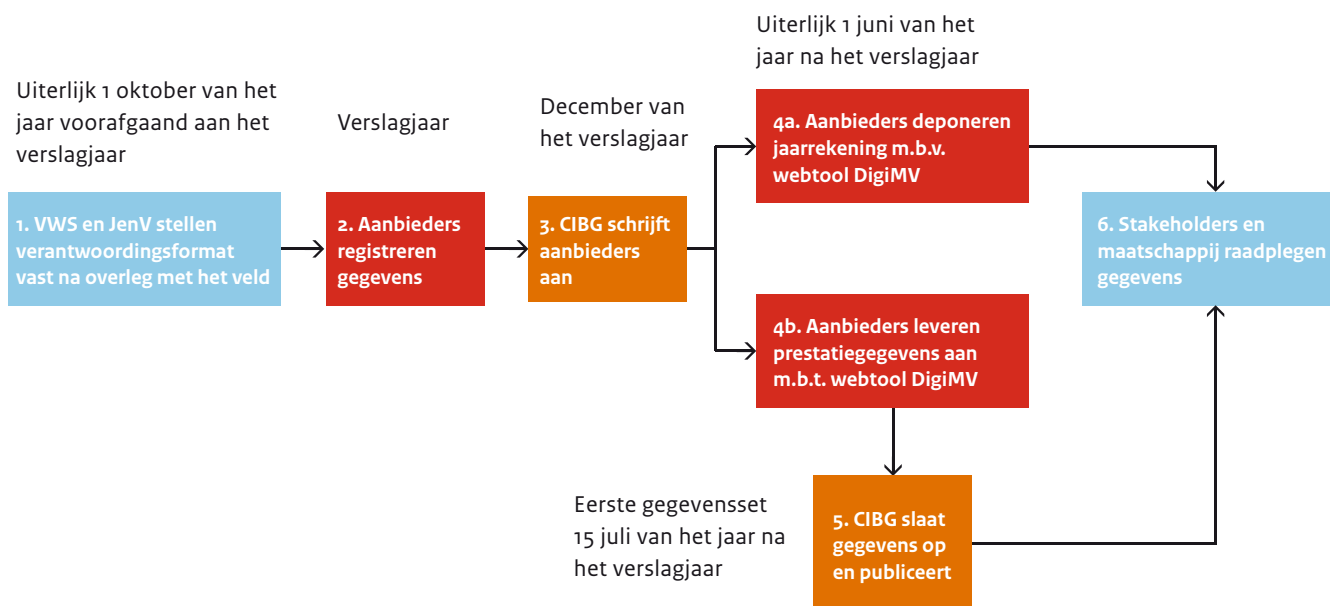 Uiterlijk 1 oktober van het
jaar voorafgaand aan het
verslagjaar
1. VWS en JenV stellen
verantwoordingsformat
vast na overleg met het veld
Verslagjaar
2. Aanbieders
registreren
gegevens
December van
het verslagjaar
3. CIBG schrijft
aanbieders
aan
Uiterlijk 1 juni van het
jaar na het verslagjaar
4a. Aanbieders deponeren
jaarrekening m.b.v.
webtool DigiMV
4b. Aanbieders leveren
prestatiegegevens aan
m.b.t. webtool DigiMV
Eerste gegevensset
15 juli van het jaar na
het verslagjaar
5. CIBG slaat
gegevens op
en publiceert
6. Stakeholders en
maatschappij raadplegen
gegevens